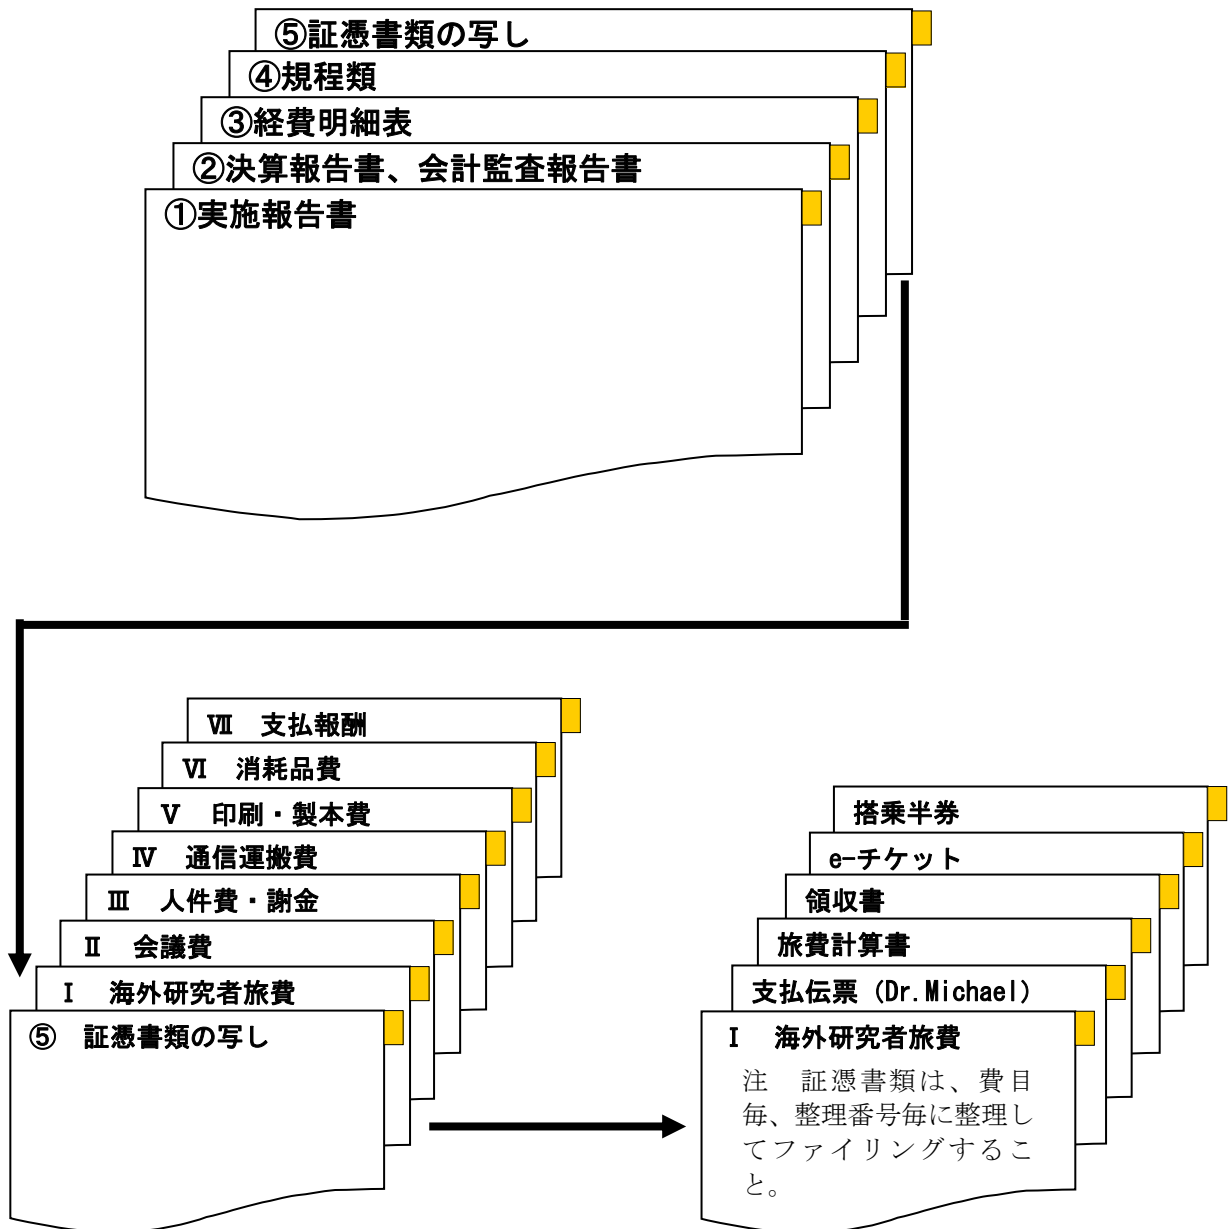 ⑤証憑書類の写し
④規程類
③経費明細表
②決算報告書、会計監査報告書
①実施報告書
Ⅶ　支払報酬
Ⅵ　消耗品費
Ⅴ　印刷・製本費
Ⅳ　通信運搬費
Ⅲ　人件費・謝金
Ⅱ　会議費
Ⅰ　海外研究者旅費
⑤　証憑書類の写し
搭乗半券
e-チケット
領収書
旅費計算書
支払伝票（Dr.Michael）
Ⅰ　海外研究者旅費
注　証憑書類は、費目
毎、整理番号毎に整理し
てファイリングするこ
と。